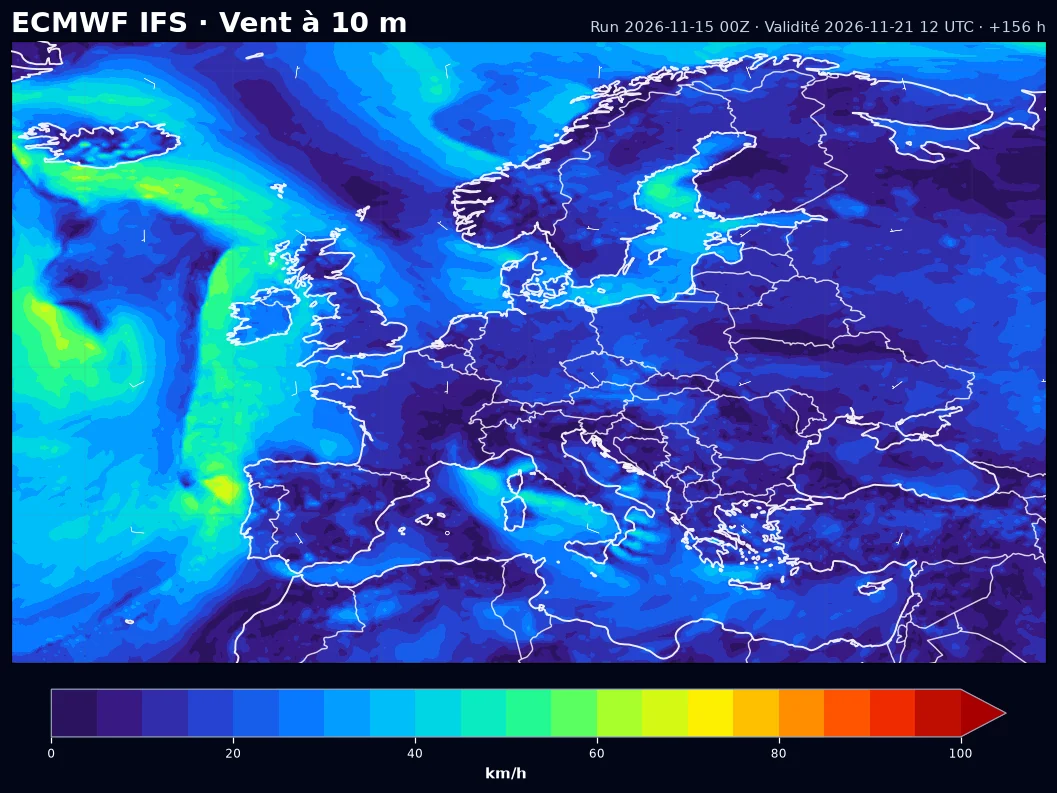 ECMWF IFS · Vent à 10 m
Run 2026-11-15 00Z · Validité 2026-11-21 12 UTC · +156 h
0 20 40 60 80 100
km/h